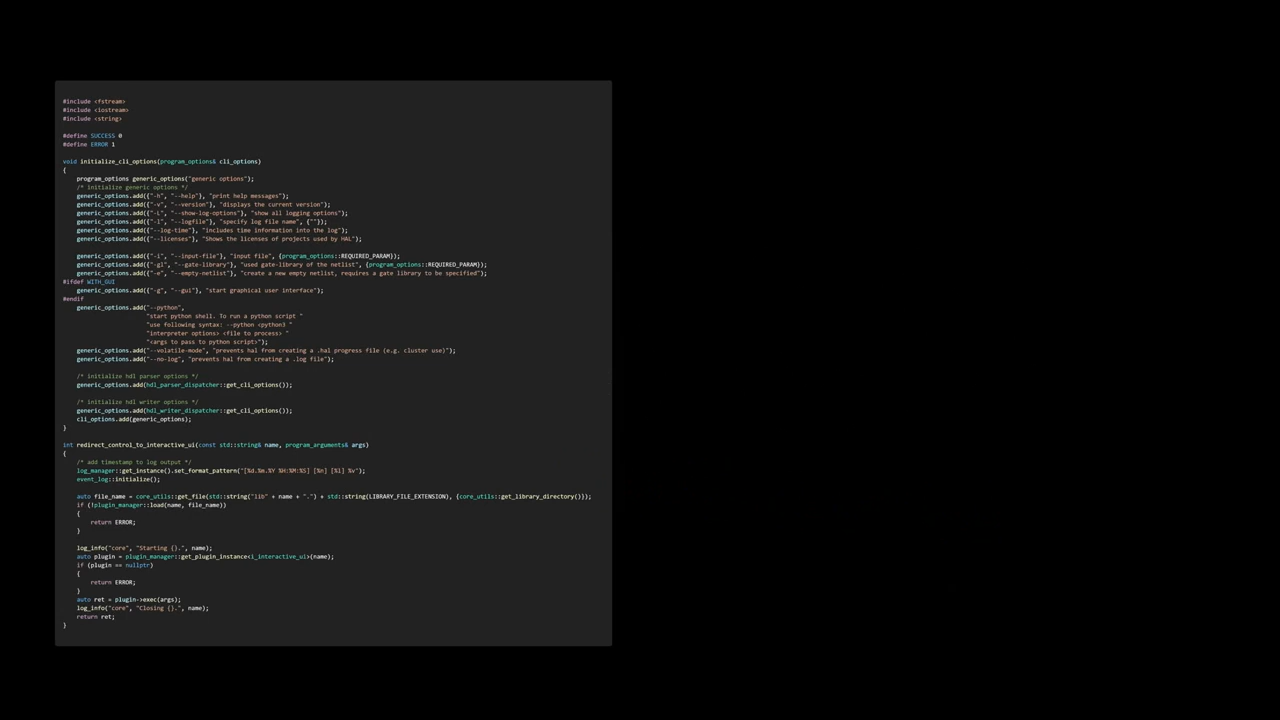 #include <fstream>
#include <iostream>
#include <string>
#define SUCCESS 0
#define ERROR 1
void initialize_cli_options(program_options& cli_options)
{
program_options generic_options("generic options");
/* initialize generic options */
generic_options.add({"-h", "--help"}, "print help messages");
generic_options.add({"-v", "--version"}, "displays the current version");
generic_options.add({"-L", "--show-log-options"}, "show all logging options");
generic_options.add({"-l", "--logfile"}, "specify log file name", {""});
generic_options.add({"--log-time"}, "includes time information into the log");
generic_options.add({"--licenses"}, "Shows the licenses of projects used by HAL");
generic_options.add({"-i", "--input-file"}, "input file", {program_options::REQUIRED_PARAM});
generic_options.add({"-gl", "--gate-library"}, "used gate-library of the netlist", {program_options::REQUIRED_PARAM});
generic_options.add({"-e", "--empty-netlist"}, "create a new empty netlist, requires a gate library to be specified");
#ifdef WITH_GUI
generic_options.add({"-g", "--gui"}, "start graphical user interface");
#endif
generic_options.add("--python",
"start python shell. To run a python script "
"use following syntax: --python <python3 "
"interpreter options> <file to process> "
"<args to pass to python script>");
generic_options.add("--volatile-mode", "prevents hal from creating a .hal progress file (e.g. cluster use)");
generic_options.add("--no-log", "prevents hal from creating a .log file");
/* initialize hdl parser options */
generic_options.add(hdl_parser_dispatcher::get_cli_options());
/* initialize hdl writer options */
generic_options.add(hdl_writer_dispatcher::get_cli_options());
cli_options.add(generic_options);
}
int redirect_control_to_interactive_ui(const std::string& name, program_arguments& args)
{
/* add timestamp to log output */
log_manager::get_instance().set_format_pattern("[%d.%m.%Y %H:%M:%S] [%n] [%l] %v");
event_log::initialize();
auto file_name = core_utils::get_file(std::string("lib" + name + ".") + std::string(LIBRARY_FILE_EXTENSION), {core_utils::get_library_directory()});
if (!plugin_manager::load(name, file_name))
{
return ERROR;
}
log_info("core", "Starting {}.", name);
auto plugin = plugin_manager::get_plugin_instance<i_interactive_ui>(name);
if (plugin == nullptr)
{
return ERROR;
}
auto ret = plugin->exec(args);
log_info("core", "Closing {}.", name);
return ret;
}